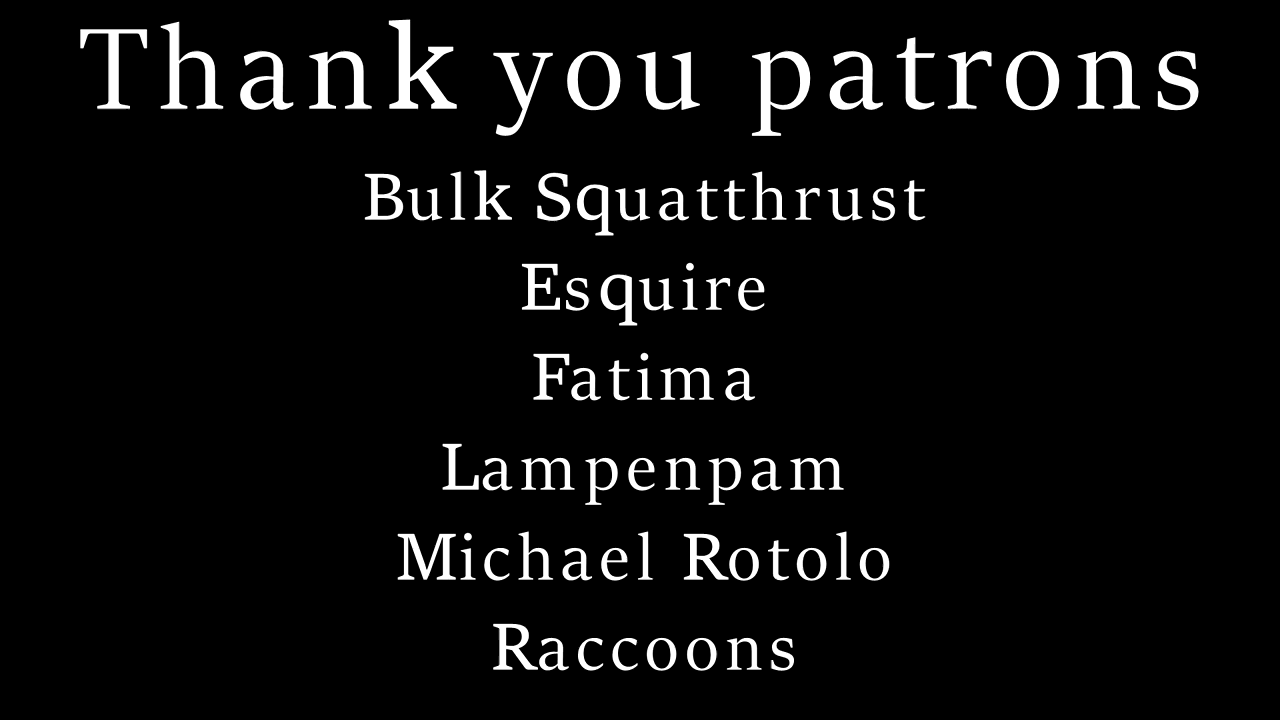 Thank you patrons
Bulk Squatthrust
Esquire
Fatima
Lampenpam
Michael Rotolo
Raccoons